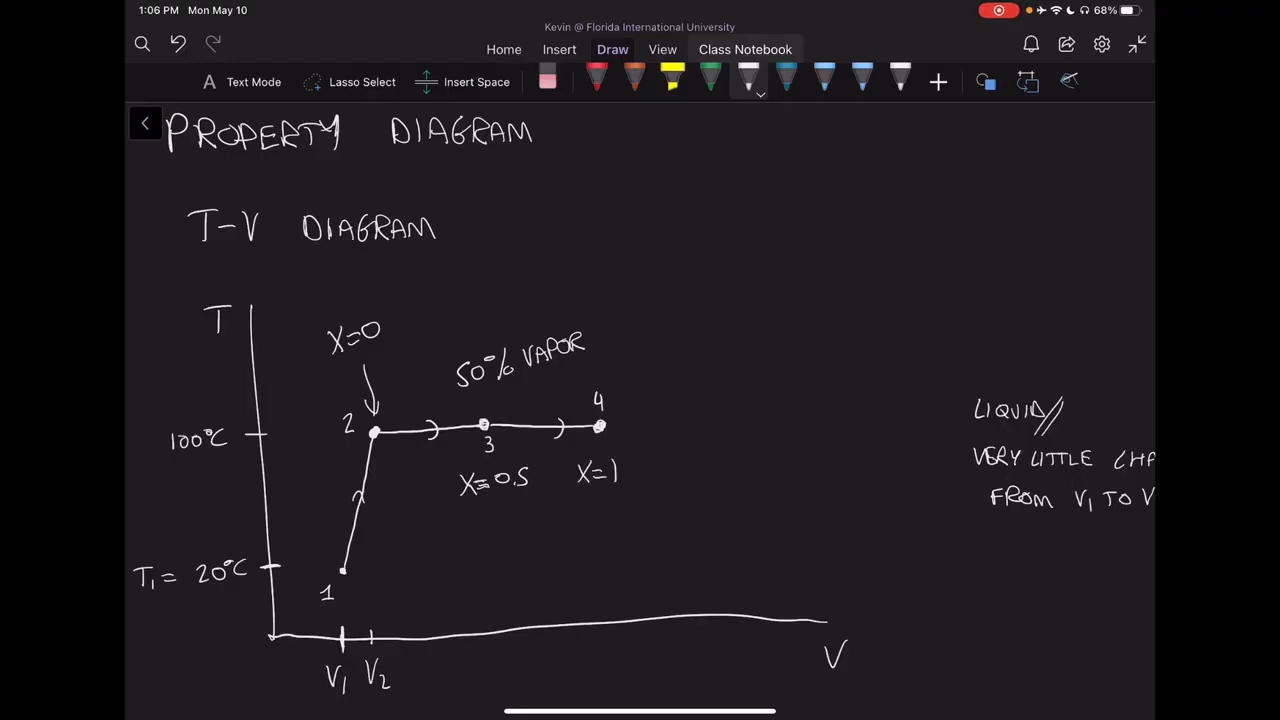 1:06 PM Mon May 10
68%
Kevin @ Florida International University
Home Insert Draw View Class Notebook
Text Mode Lasso Select Insert Space
PROPERTY DIAGRAM
T-V DIAGRAM
T
X=0
50% VAPOR
4
2
100°C
3
X=0.5
X=1
LIQUID//
VERY LITTLE CHA
FROM V1 TO V
T1= 20°C
1
V1 V2
V